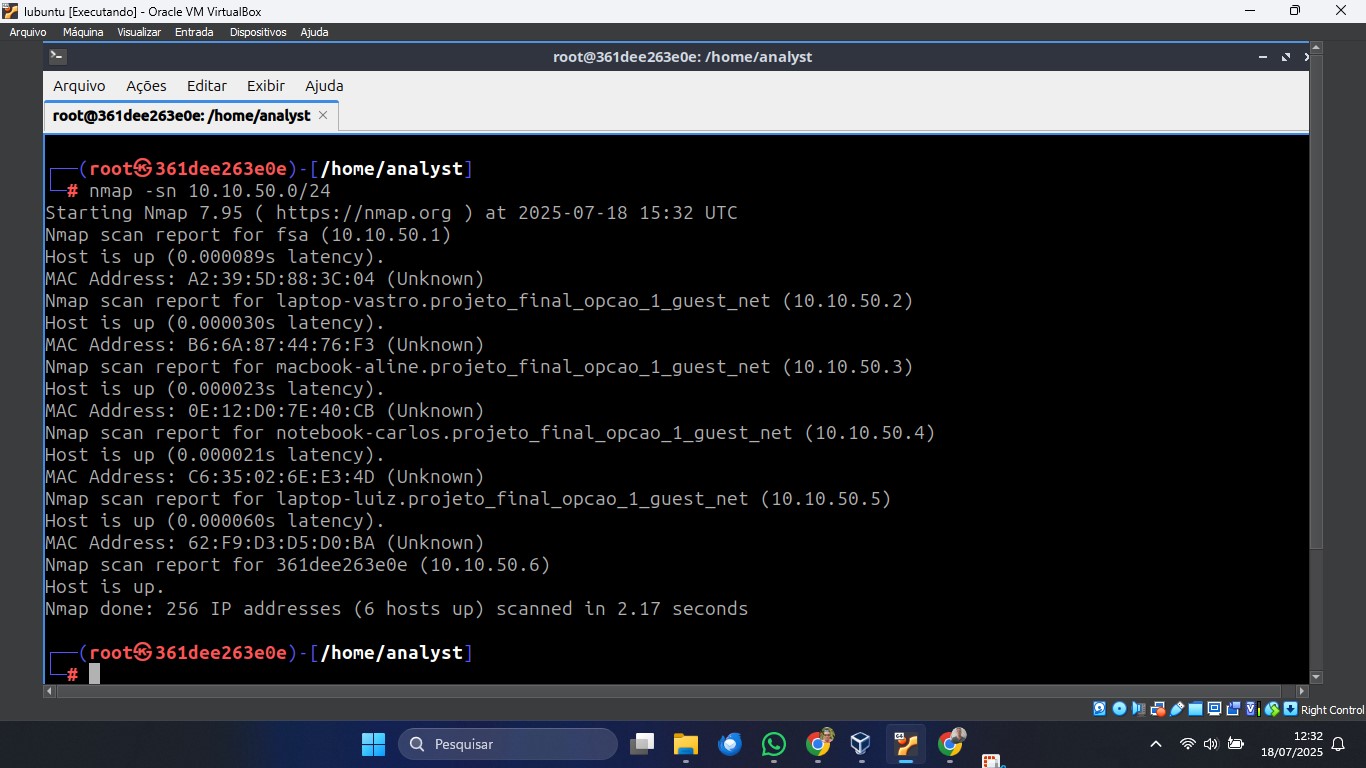 lubuntu [Executando] - Oracle VM VirtualBox
Arquivo Máquina Visualizar Entrada Dispositivos Ajuda
root@361dee263e0e: /home/analyst
Arquivo Ações Editar Exibir Ajuda
root@361dee263e0e: /home/analyst
(root㉿361dee263e0e)-[/home/analyst]
# nmap -sn 10.10.50.0/24
Starting Nmap 7.95 ( https://nmap.org ) at 2025-07-18 15:32 UTC
Nmap scan report for fsa (10.10.50.1)
Host is up (0.000089s latency).
MAC Address: A2:39:5D:88:3C:04 (Unknown)
Nmap scan report for laptop-vastro.projeto_final_opcao_1_guest_net (10.10.50.2)
Host is up (0.000030s latency).
MAC Address: B6:6A:87:44:76:F3 (Unknown)
Nmap scan report for macbook-aline.projeto_final_opcao_1_guest_net (10.10.50.3)
Host is up (0.000023s latency).
MAC Address: 0E:12:D0:7E:40:CB (Unknown)
Nmap scan report for notebook-carlos.projeto_final_opcao_1_guest_net (10.10.50.4)
Host is up (0.000021s latency).
MAC Address: C6:35:02:6E:E3:4D (Unknown)
Nmap scan report for laptop-luiz.projeto_final_opcao_1_guest_net (10.10.50.5)
Host is up (0.000060s latency).
MAC Address: 62:F9:D3:D5:D0:BA (Unknown)
Nmap scan report for 361dee263e0e (10.10.50.6)
Host is up.
Nmap done: 256 IP addresses (6 hosts up) scanned in 2.17 seconds
(root㉿361dee263e0e)-[/home/analyst]
#
Right Control
Pesquisar
12:32
18/07/2025